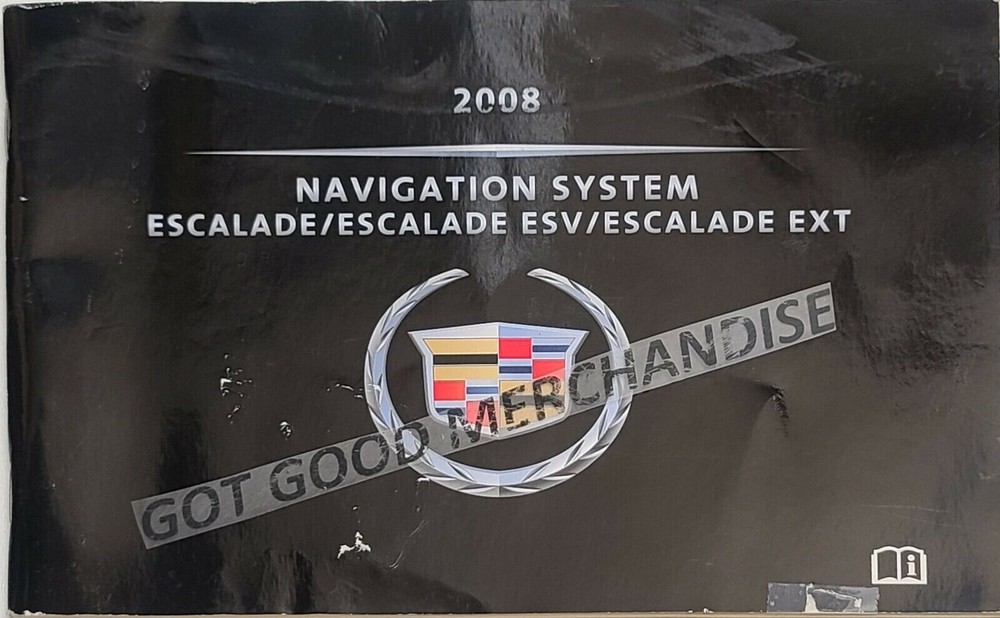 2008
NAVIGATION SYSTEM
ESCALADE/ESCALADE ESV/ESCALADE EXT
GOT GOOD MERCHANDISE
i